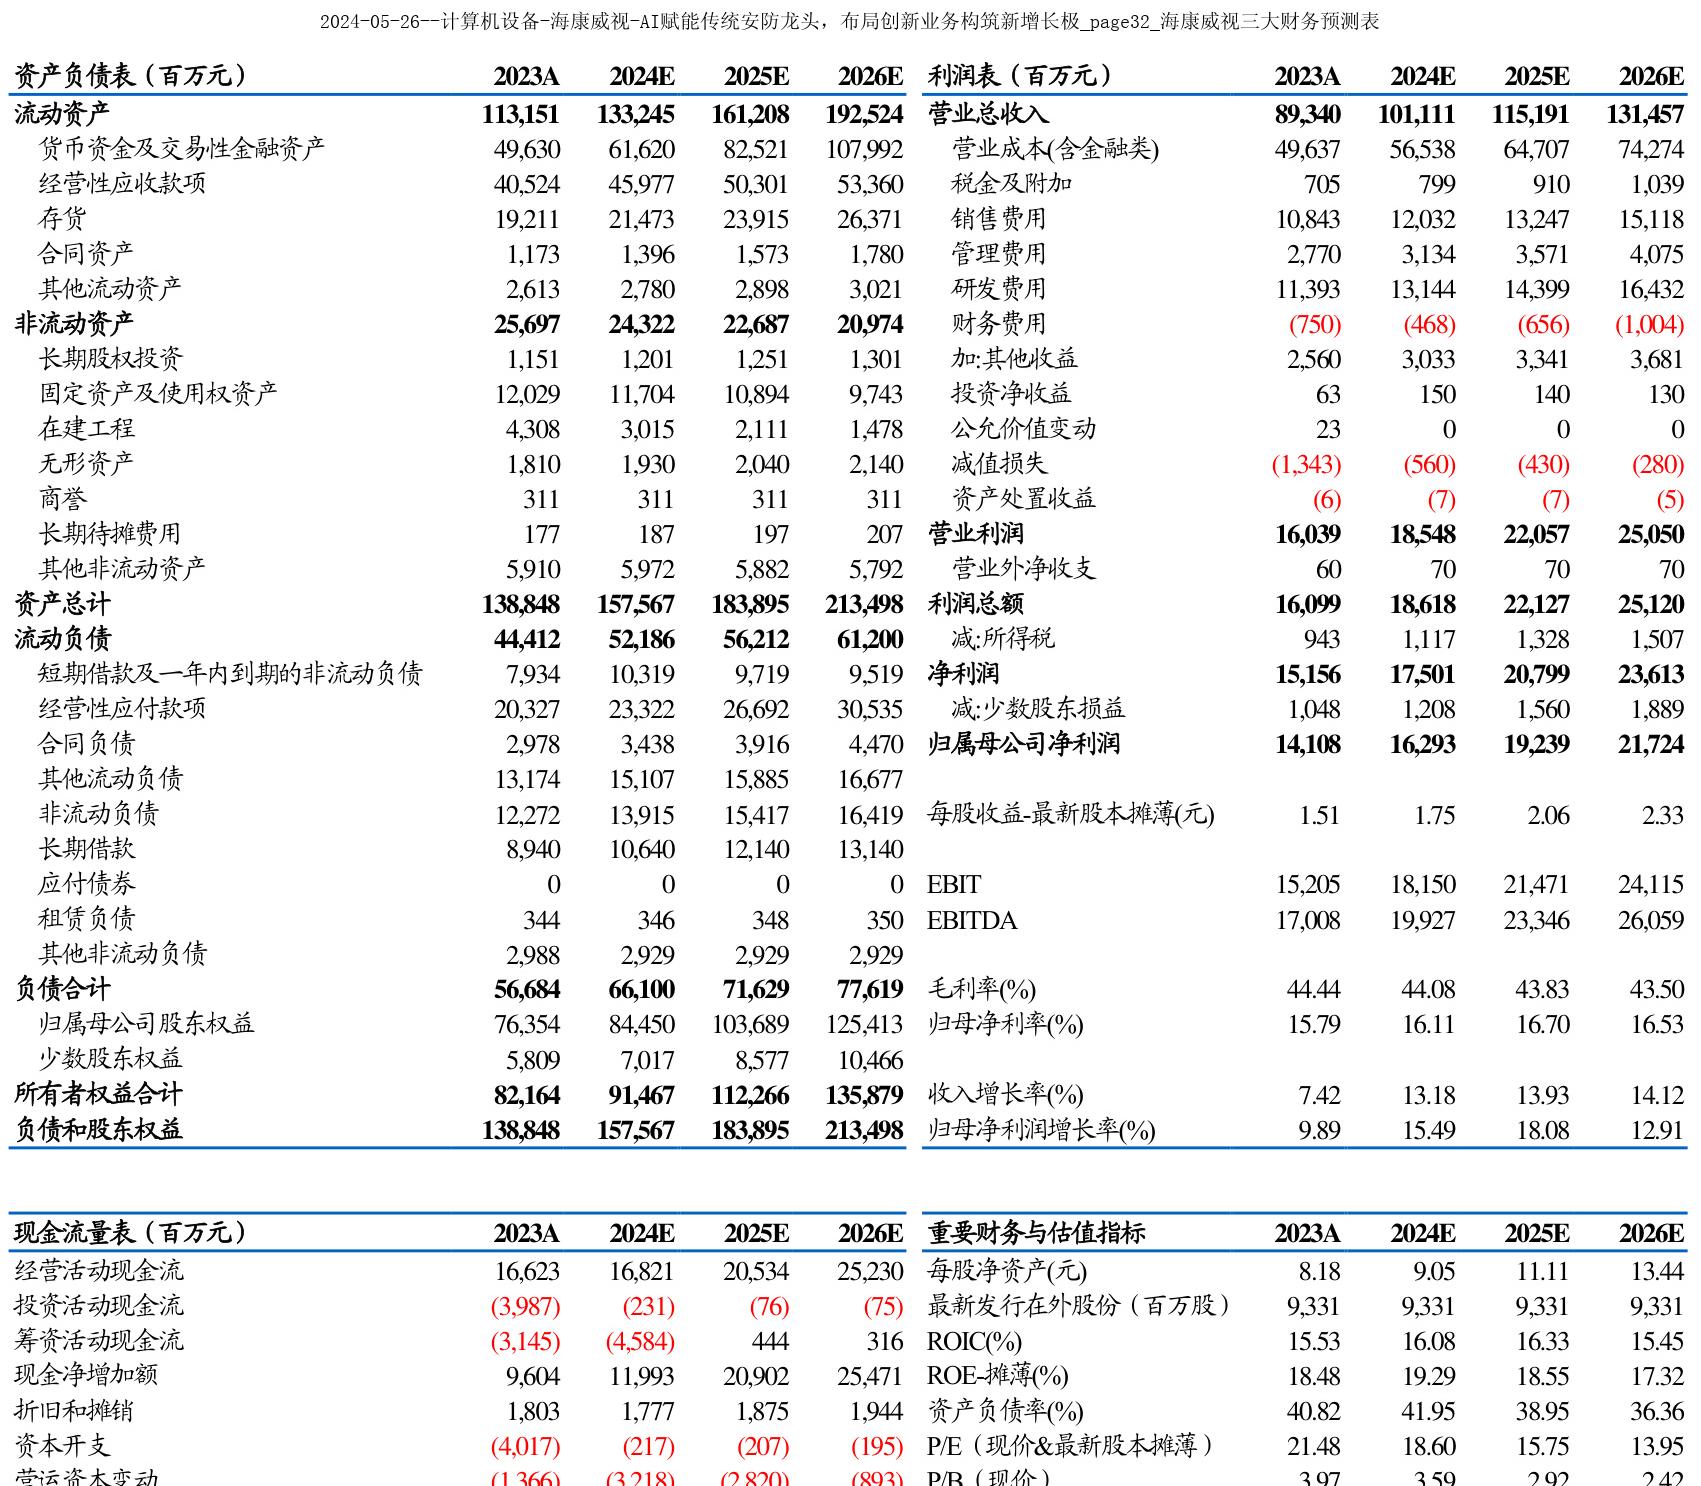 2024-05-26--计算机设备-海康威视-AI赋能传统安防龙头，布局创新业务构筑新增长极_page32_海康威视三大财务预测表
资产负债表（百万元） 2023A 2024E 2025E 2026E 利润表（百万元） 2023A 2024E 2025E 2026E
流动资产 113,151 133,245 161,208 192,524 营业总收入 89,340 101,111 115,191 131,457
货币资金及交易性金融资产 49,630 61,620 82,521 107,992 营业成本(含金融类) 49,637 56,538 64,707 74,274
经营性应收款项 40,524 45,977 50,301 53,360 税金及附加 705 799 910 1,039
存货 19,211 21,473 23,915 26,371 销售费用 10,843 12,032 13,247 15,118
合同资产 1,173 1,396 1,573 1,780 管理费用 2,770 3,134 3,571 4,075
其他流动资产 2,613 2,780 2,898 3,021 研发费用 11,393 13,144 14,399 16,432
非流动资产 25,697 24,322 22,687 20,974 财务费用 (750) (468) (656) (1,004)
长期股权投资 1,151 1,201 1,251 1,301 加:其他收益 2,560 3,033 3,341 3,681
固定资产及使用权资产 12,029 11,704 10,894 9,743 投资净收益 63 150 140 130
在建工程 4,308 3,015 2,111 1,478 公允价值变动 23 0 0 0
无形资产 1,810 1,930 2,040 2,140 减值损失 (1,343) (560) (430) (280)
商誉 311 311 311 311 资产处置收益 (6) (7) (7) (5)
长期待摊费用 177 187 197 207 营业利润 16,039 18,548 22,057 25,050
其他非流动资产 5,910 5,972 5,882 5,792 营业外净收支 60 70 70 70
资产总计 138,848 157,567 183,895 213,498 利润总额 16,099 18,618 22,127 25,120
流动负债 44,412 52,186 56,212 61,200 减:所得税 943 1,117 1,328 1,507
短期借款及一年内到期的非流动负债 7,934 10,319 9,719 9,519 净利润 15,156 17,501 20,799 23,613
经营性应付款项 20,327 23,322 26,692 30,535 减:少数股东损益 1,048 1,208 1,560 1,889
合同负债 2,978 3,438 3,916 4,470 归属母公司净利润 14,108 16,293 19,239 21,724
其他流动负债 13,174 15,107 15,885 16,677
非流动负债 12,272 13,915 15,417 16,419 每股收益-最新股本摊薄(元) 1.51 1.75 2.06 2.33
长期借款 8,940 10,640 12,140 13,140
应付债券 0 0 0 0 EBIT 15,205 18,150 21,471 24,115
租赁负债 344 346 348 350 EBITDA 17,008 19,927 23,346 26,059
其他非流动负债 2,988 2,929 2,929 2,929
负债合计 56,684 66,100 71,629 77,619 毛利率(%) 44.44 44.08 43.83 43.50
归属母公司股东权益 76,354 84,450 103,689 125,413 归母净利率(%) 15.79 16.11 16.70 16.53
少数股东权益 5,809 7,017 8,577 10,466
所有者权益合计 82,164 91,467 112,266 135,879 收入增长率(%) 7.42 13.18 13.93 14.12
负债和股东权益 138,848 157,567 183,895 213,498 归母净利润增长率(%) 9.89 15.49 18.08 12.91
现金流量表（百万元） 2023A 2024E 2025E 2026E 重要财务与估值指标 2023A 2024E 2025E 2026E
经营活动现金流 16,623 16,821 20,534 25,230 每股净资产(元) 8.18 9.05 11.11 13.44
投资活动现金流 (3,987) (231) (76) (75) 最新发行在外股份（百万股） 9,331 9,331 9,331 9,331
筹资活动现金流 (3,145) (4,584) 444 316 ROIC(%) 15.53 16.08 16.33 15.45
现金净增加额 9,604 11,993 20,902 25,471 ROE-摊薄(%) 18.48 19.29 18.55 17.32
折旧和摊销 1,803 1,777 1,875 1,944 资产负债率(%) 40.82 41.95 38.95 36.36
资本开支 (4,017) (217) (207) (195) P/E（现价&最新股本摊薄） 21.48 18.60 15.75 13.95
营运资本变动 (1,366) (3,218) (2,820) (893) P/B（现价） 3.97 3.59 2.92 2.42